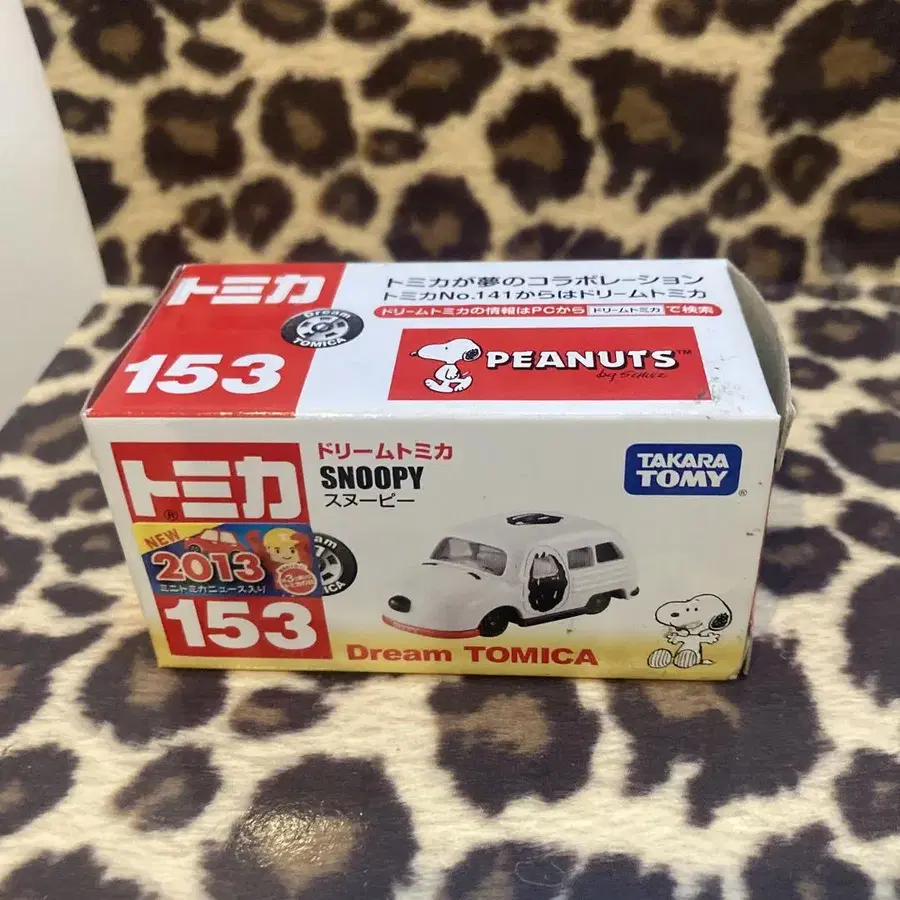 トミカ
153
Dream
TOMICA
トミカが夢のコラボレーション
トミカNo.141からはドリームトミカ
ドリームトミカの情報はPCから ドリームトミカ で検索
PEANUTS™
by SCHULZ
トミカ®
NEW
2013
ミニトミカニュース入り
153
ドリームトミカ
SNOOPY
スヌーピー
TAKARA
TOMY®
Dream TOMICA